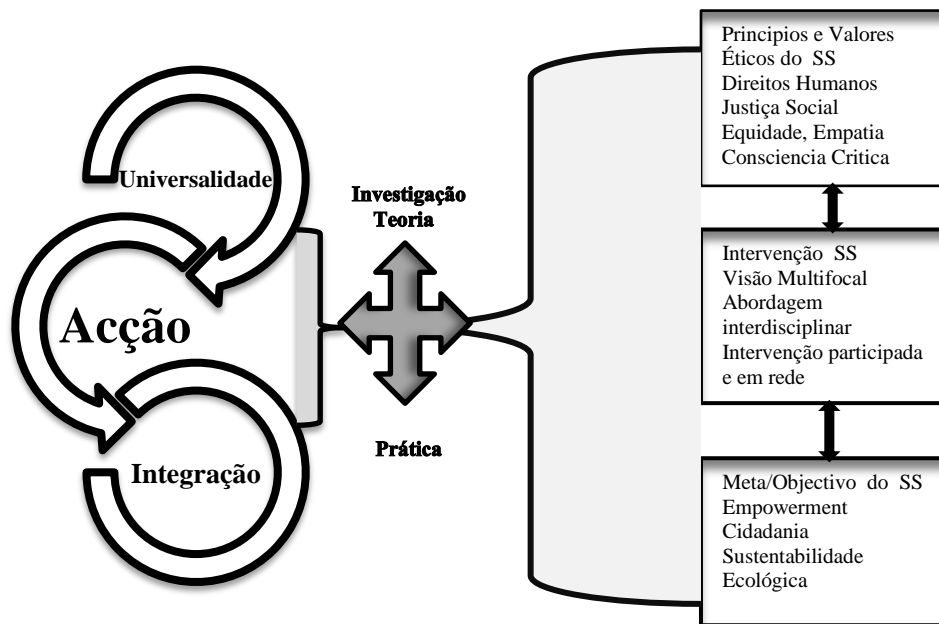 Universalidade
Acção
Integração
Investigação
Teoria
Prática
Principios e Valores
Éticos do SS
Direitos Humanos
Justiça Social
Equidade, Empatia
Consciencia Critica
Intervenção SS
Visão Multifocal
Abordagem
interdisciplinar
Intervenção participada
e em rede
Meta/Objectivo do SS
Empowerment
Cidadania
Sustentabilidade
Ecológica